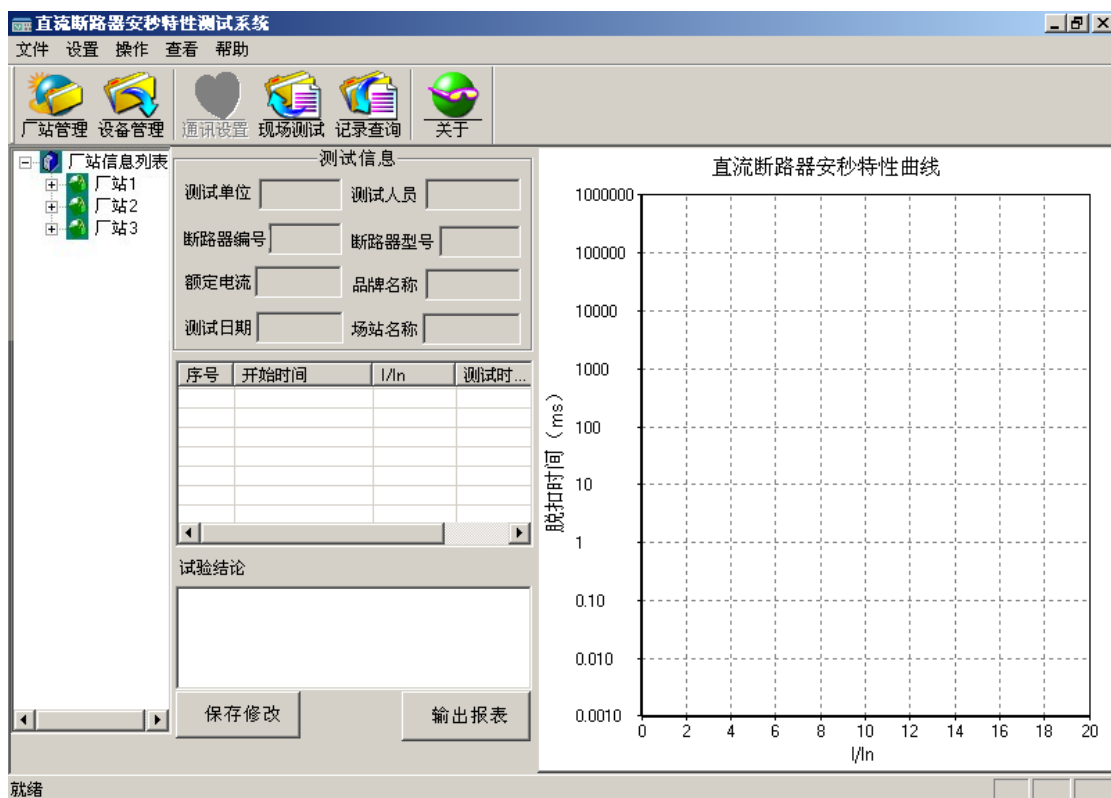 直流断路器安秒特性测试系统
文件 设置 操作 查看 帮助
厂站管理 设备管理 通讯设置 现场测试 记录查询 关于
厂站信息列表
厂站1
厂站2
厂站3
测试信息
测试单位 测试人员
断路器编号 断路器型号
额定电流 品牌名称
测试日期 场站名称
序号 开始时间 I/In 测试时...
试验结论
保存修改 输出报表
直流断路器安秒特性曲线
脱扣时间（ms）
1000000
100000
10000
1000
100
10
1
0.10
0.010
0.0010
0 2 4 6 8 10 12 14 16 18 20
I/In
就绪